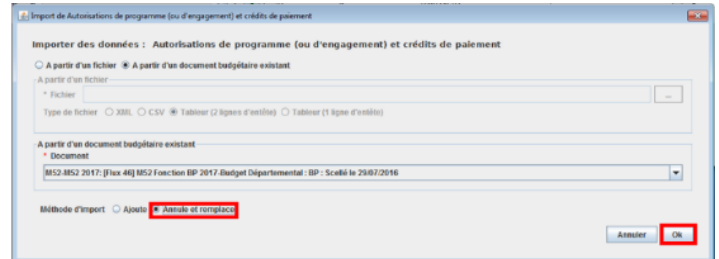 Import de Autorisations de programme (ou d'engagement) et crédits de paiement
Importer des données : Autorisations de programme (ou d'engagement) et crédits de paiement
A partir d'un fichier A partir d'un document budgétaire existant
A partir d'un fichier
* Fichier ...
Type de fichier XML CSV Tableur (2 lignes d'entête) Tableur (1 ligne d'entête)
A partir d'un document budgétaire existant
* Document
M52-M52 2017: [Flux 46] M52 Fonction BP 2017-Budget Départemental : BP : Scellé le 29/07/2016
Méthode d'import Ajoute Annule et remplace
Annuler Ok